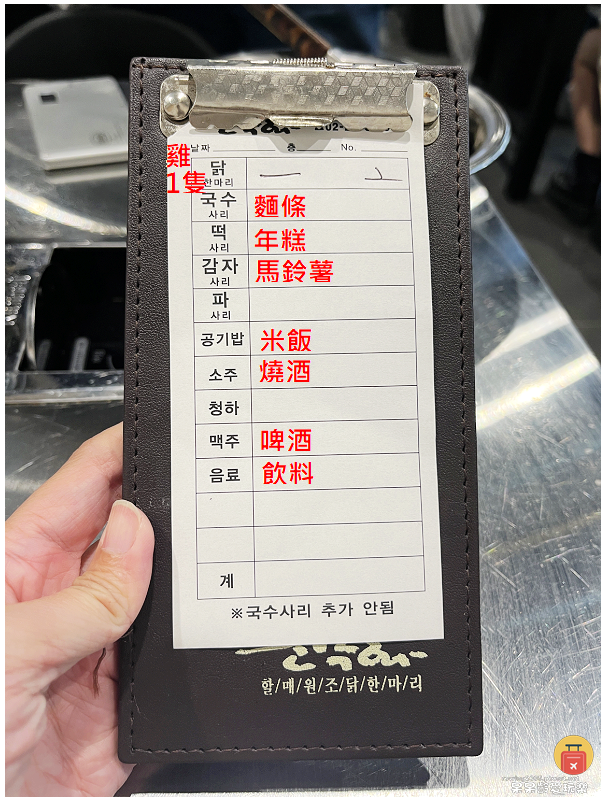 날짜 층 No.
雞
1隻
닭
한마리
국수 麵條
사리
떡 年糕
사리
감자 馬鈴薯
사리
파
사리
공기밥 米飯
소주 燒酒
청하
맥주 啤酒
음료 飲料
계
※국수사리 추가 안됨
할/매/원/조/닭/한/마/리